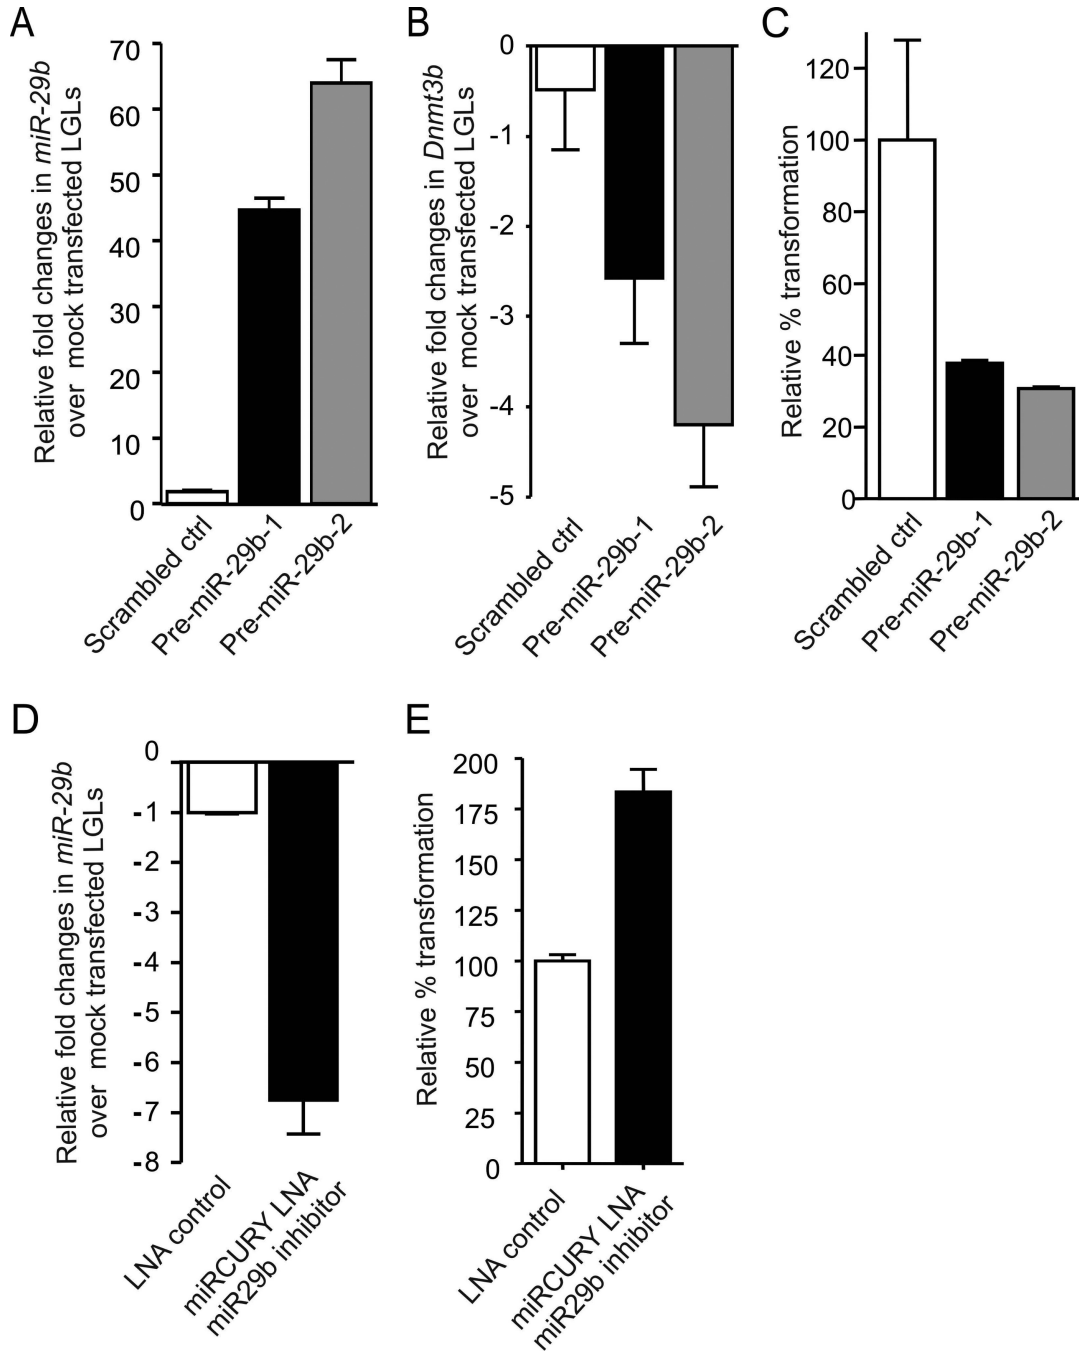 A
Relative fold changes in miR-29b
over mock transfected LGLs
70
60
50
40
30
20
10
0
Scrambled ctrl
Pre-miR-29b-1
Pre-miR-29b-2
B
Relative fold changes in Dnmt3b
over mock transfected LGLs
0
-1
-2
-3
-4
-5
Scrambled ctrl
Pre-miR-29b-1
Pre-miR-29b-2
C
Relative % transformation
120
100
80
60
40
20
0
Scrambled ctrl
Pre-miR-29b-1
Pre-miR-29b-2
D
Relative fold changes in miR-29b
over mock transfected LGLs
0
-1
-2
-3
-4
-5
-6
-7
-8
LNA control
miRCURY LNA
miR29b inhibitor
E
Relative % transformation
200
175
150
125
100
75
50
25
0
LNA control
miRCURY LNA
miR29b inhibitor